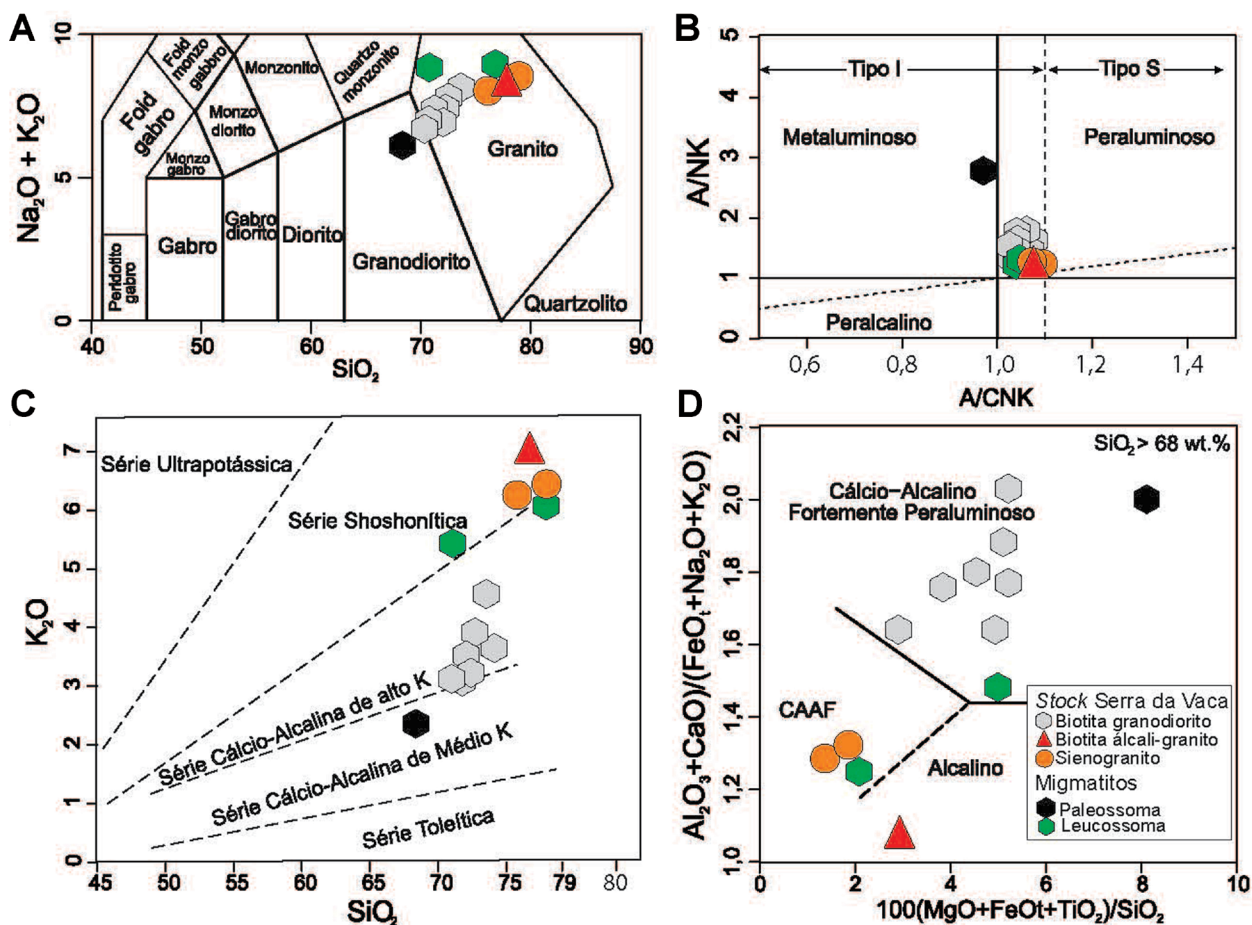 A
10
5
0
Na₂O + K₂O
40
50
60
70
80
90
SiO₂
Foid
gabro
Foid
monzo
gabbro
Monzonito
Quartzo
monzonito
Monzo
diorito
Monzo
gabro
Peridotito
gabro
Gabro
Gabro
diorito
Diorito
Granodiorito
Granito
Quartzolito
B
5
4
3
2
1
0
A/NK
Tipo I
Tipo S
Metaluminoso
Peraluminoso
Peralcalino
0,6
0,8
1,0
1,2
1,4
A/CNK
C
7
6
5
4
3
2
1
0
K₂O
Série Ultrapotássica
Série Shoshonítica
Série Cálcio-Alcalina de alto K
Série Cálcio-Alcalina de Médio K
Série Toleítica
45
50
55
60
65
70
75
79
80
SiO₂
D
2,2
2,0
1,8
1,6
1,4
1,2
1,0
Al₂O₃+CaO)/(FeOₜ+Na₂O+K₂O)
SiO₂> 68 wt.%
Cálcio-Alcalino
Fortemente Peraluminoso
CAAF
Alcalino
Stock Serra da Vaca
Biotita granodiorito
Biotita álcali-granito
Sienogranito
Migmatitos
Paleossoma
Leucossoma
0
2
4
6
8
10
100(MgO+FeOt+TiO₂)/SiO₂